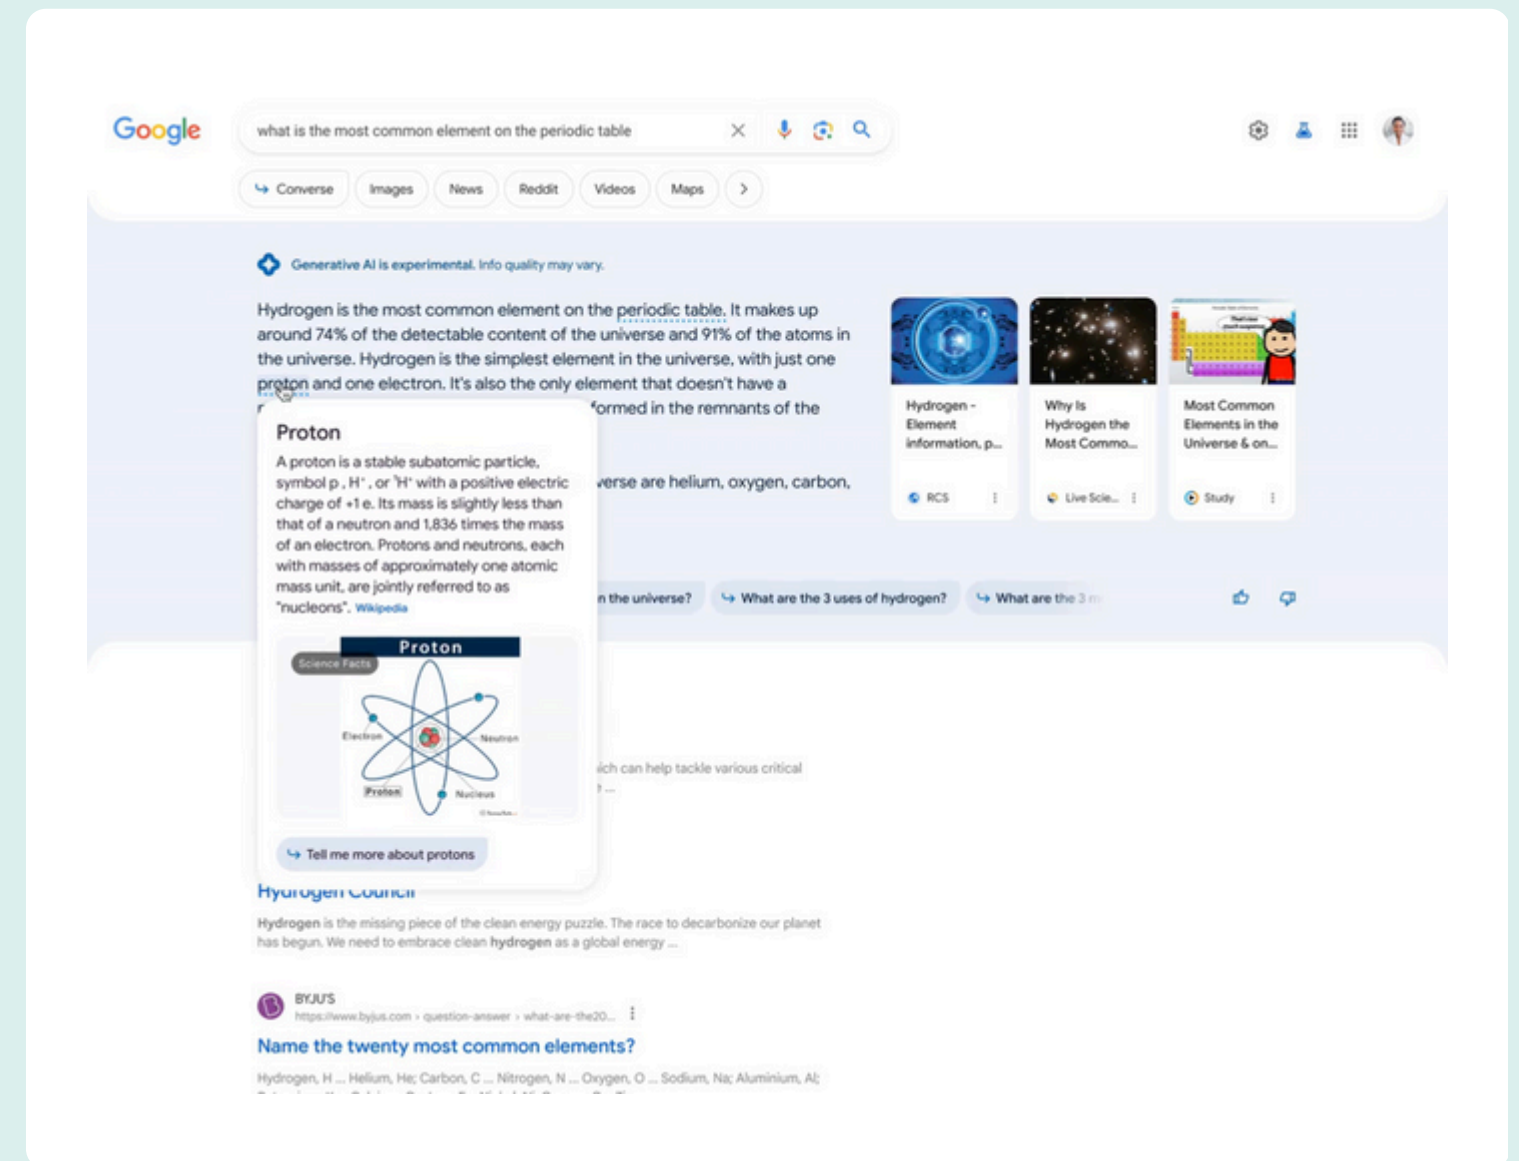 Google
what is the most common element on the periodic table
Converse
Images
News
Reddit
Videos
Maps
Generative AI is experimental. Info quality may vary.
Hydrogen is the most common element on the periodic table. It makes up
around 74% of the detectable content of the universe and 91% of the atoms in
the universe. Hydrogen is the simplest element in the universe, with just one
proton and one electron. It's also the only element that doesn't have a
formed in the remnants of the
verse are helium, oxygen, carbon,
Proton
A proton is a stable subatomic particle,
symbol p , H⁺ , or ¹H⁺ with a positive electric
charge of +1 e. Its mass is slightly less than
that of a neutron and 1,836 times the mass
of an electron. Protons and neutrons, each
with masses of approximately one atomic
mass unit, are jointly referred to as
"nucleons". Wikipedia
Proton
Science Facts
Electron
Neutron
Proton
Nucleus
Tell me more about protons
Hydrogen -
Element
information, p...
RCS
Why Is
Hydrogen the
Most Commo...
Live Scie...
Most Common
Elements in the
Universe & on...
Study
n the universe?
What are the 3 uses of hydrogen?
What are the 3 m
ich can help tackle various critical
...
Hydrogen Council
Hydrogen is the missing piece of the clean energy puzzle. The race to decarbonize our planet
has begun. We need to embrace clean hydrogen as a global energy ...
BYJU'S
https://www.byjus.com › question-answer › what-are-the20...
Name the twenty most common elements?
Hydrogen, H ... Helium, He; Carbon, C ... Nitrogen, N ... Oxygen, O ... Sodium, Na; Aluminium, Al;